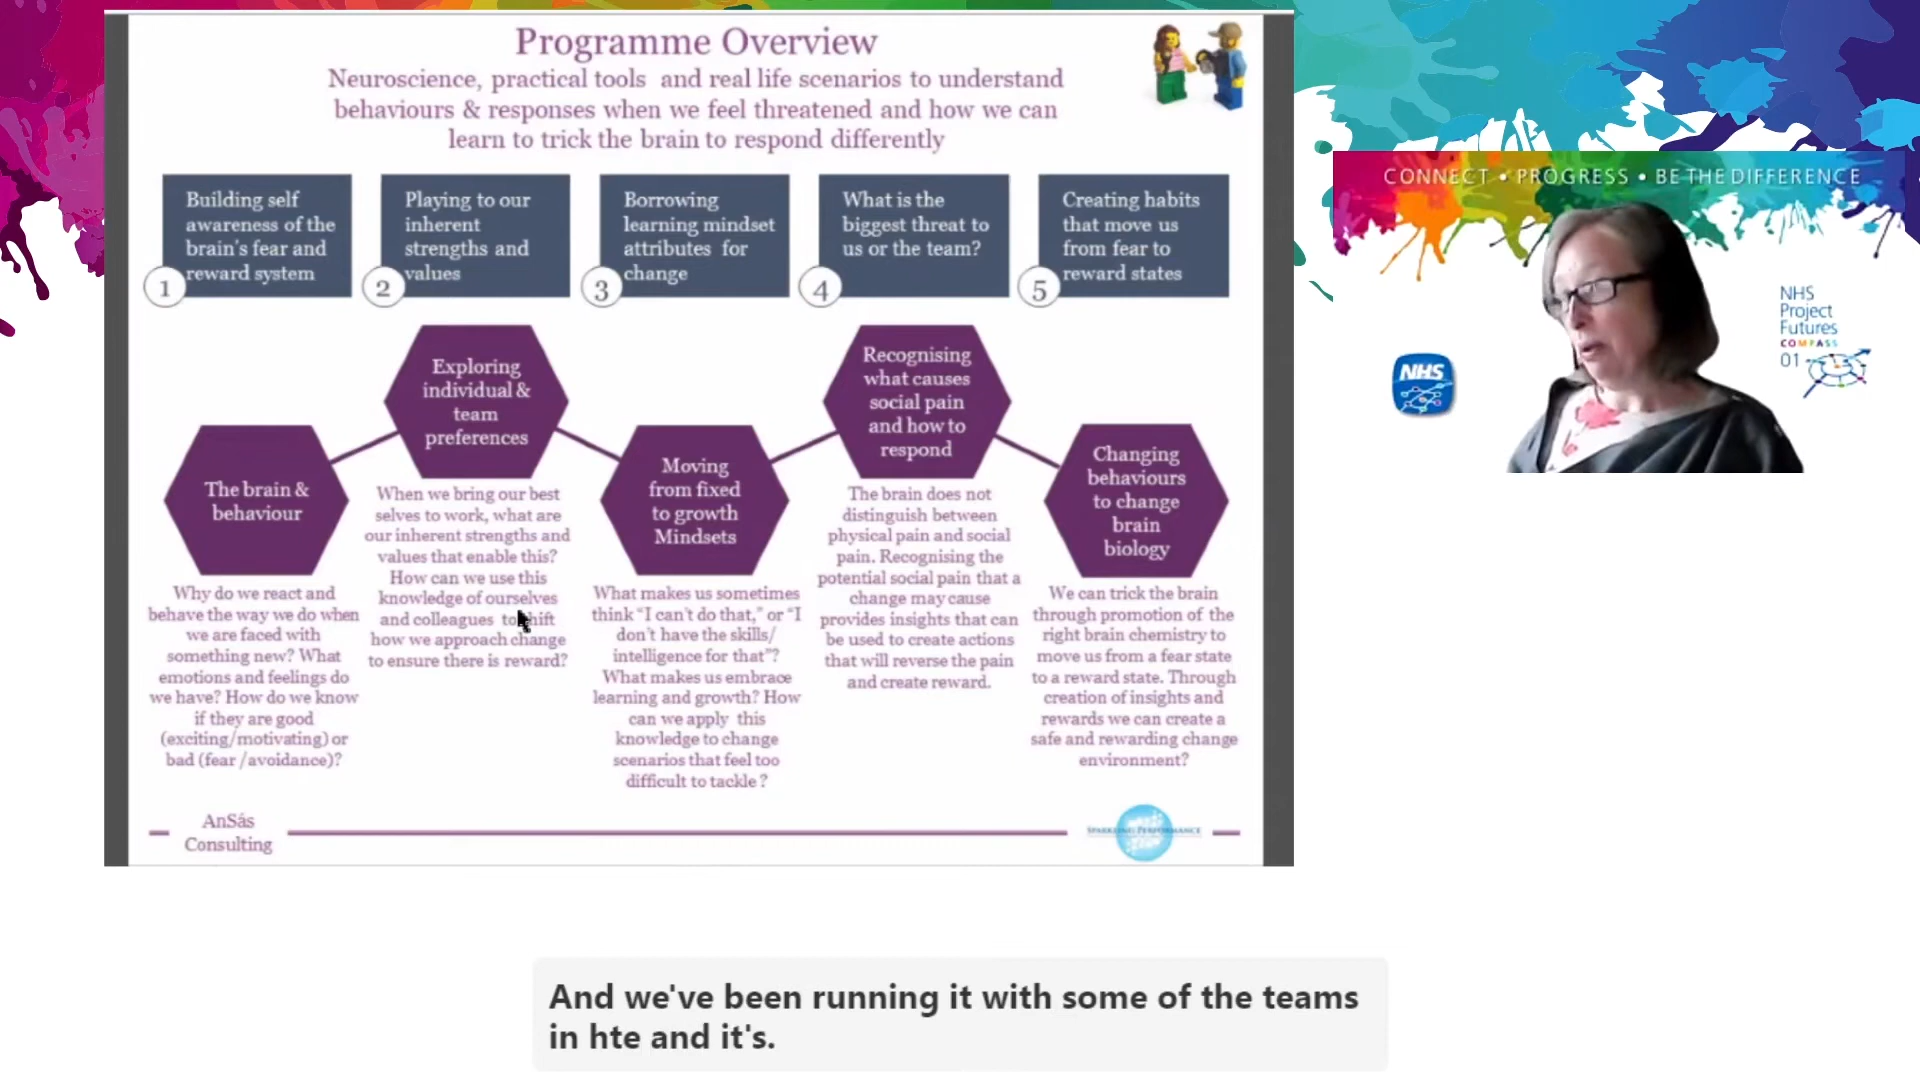 Programme Overview
Neuroscience, practical tools and real life scenarios to understand
behaviours & responses when we feel threatened and how we can
learn to trick the brain to respond differently
Building self
awareness of the
brain's fear and
reward system
1
Playing to our
inherent
strengths and
values
2
Borrowing
learning mindset
attributes for
change
3
What is the
biggest threat to
us or the team?
4
Creating habits
that move us
from fear to
reward states
5
The brain &
behaviour
Why do we react and
behave the way we do when
we are faced with
something new? What
emotions and feelings do
we have? How do we know
if they are good
(exciting/motivating) or
bad (fear /avoidance)?
Exploring
individual &
team
preferences
When we bring our best
selves to work, what are
our inherent strengths and
values that enable this?
How can we use this
knowledge of ourselves
and colleagues to shift
how we approach change
to ensure there is reward?
Moving
from fixed
to growth
Mindsets
What makes us sometimes
think "I can't do that," or "I
don't have the skills/
intelligence for that"?
What makes us embrace
learning and growth? How
can we apply this
knowledge to change
scenarios that feel too
difficult to tackle ?
Recognising
what causes
social pain
and how to
respond
The brain does not
distinguish between
physical pain and social
pain. Recognising the
potential social pain that a
change may cause
provides insights that can
be used to create actions
that will reverse the pain
and create reward.
Changing
behaviours
to change
brain
biology
We can trick the brain
through promotion of the
right brain chemistry to
move us from a fear state
to a reward state. Through
creation of insights and
rewards we can create a
safe and rewarding change
environment?
AnSás
Consulting
SPARKLING PERFORMANCE
CONNECT • PROGRESS • BE THE DIFFERENCE
NHS
NHS
Project
Futures
COMPASS
01
And we've been running it with some of the teams
in hte and it's.